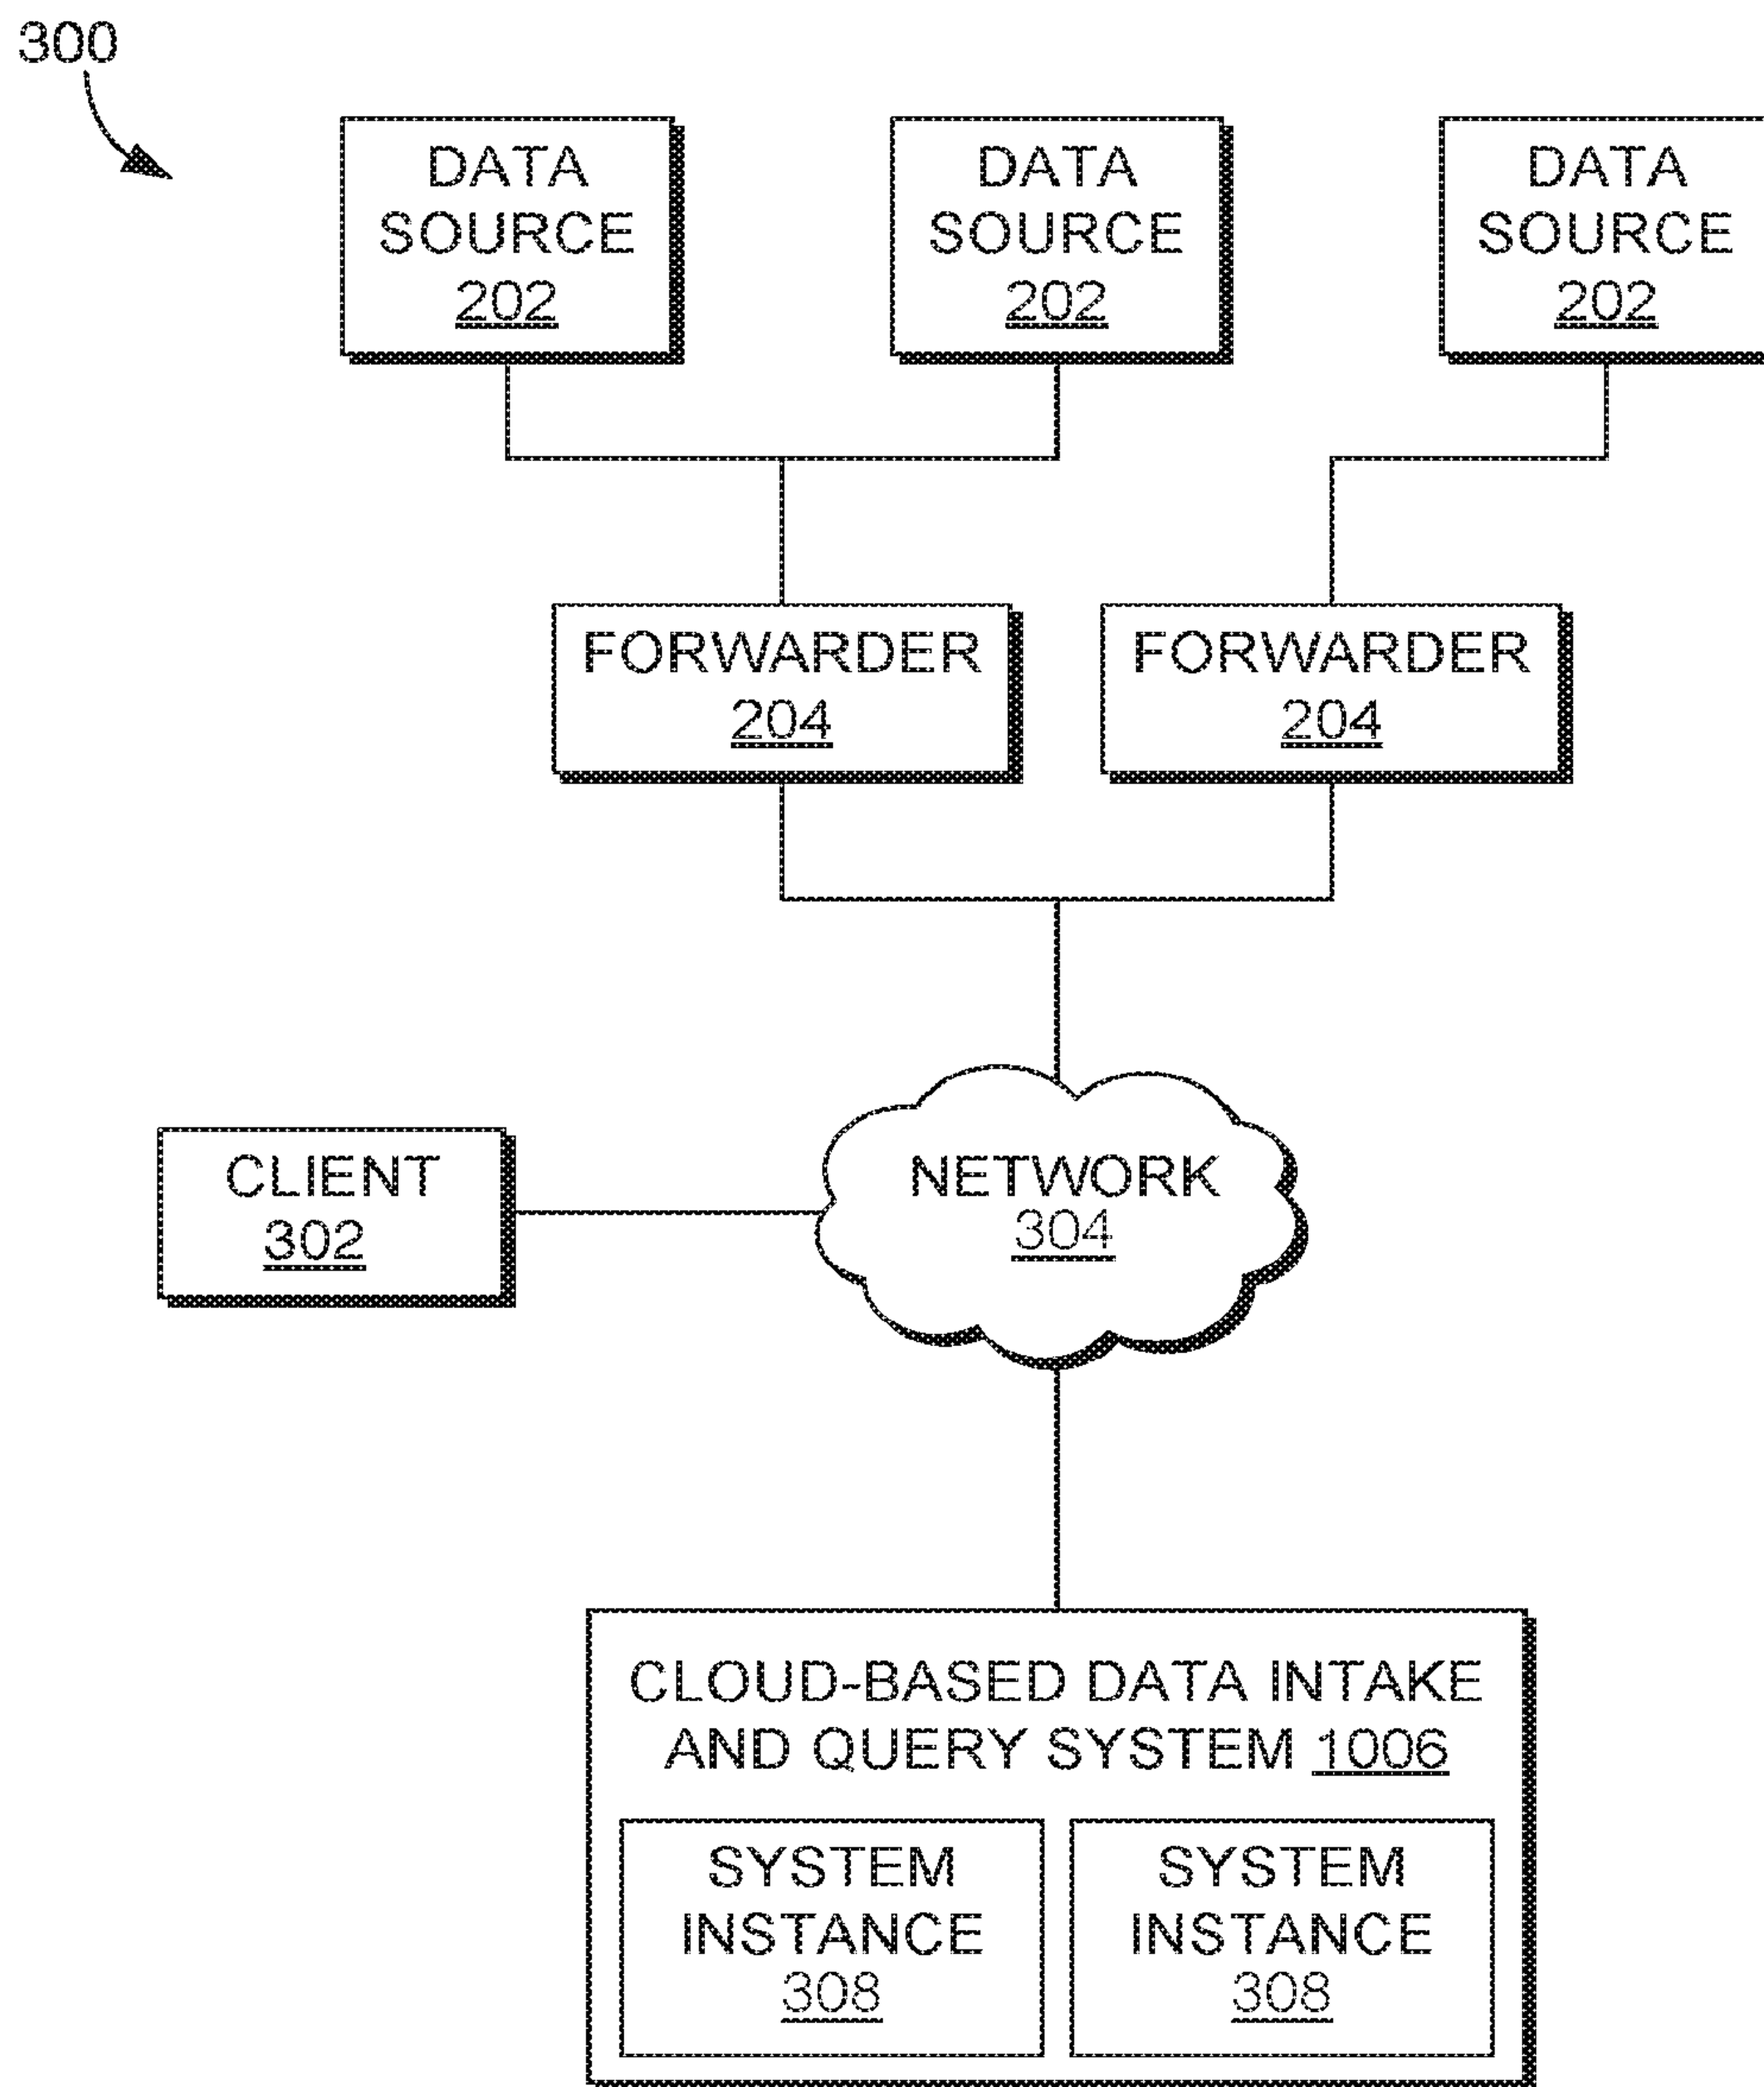 300
DATA
SOURCE
202
DATA
SOURCE
202
DATA
SOURCE
202
FORWARDER
204
FORWARDER
204
CLIENT
302
NETWORK
304
CLOUD-BASED DATA INTAKE
AND QUERY SYSTEM 1006
SYSTEM
INSTANCE
308
SYSTEM
INSTANCE
308